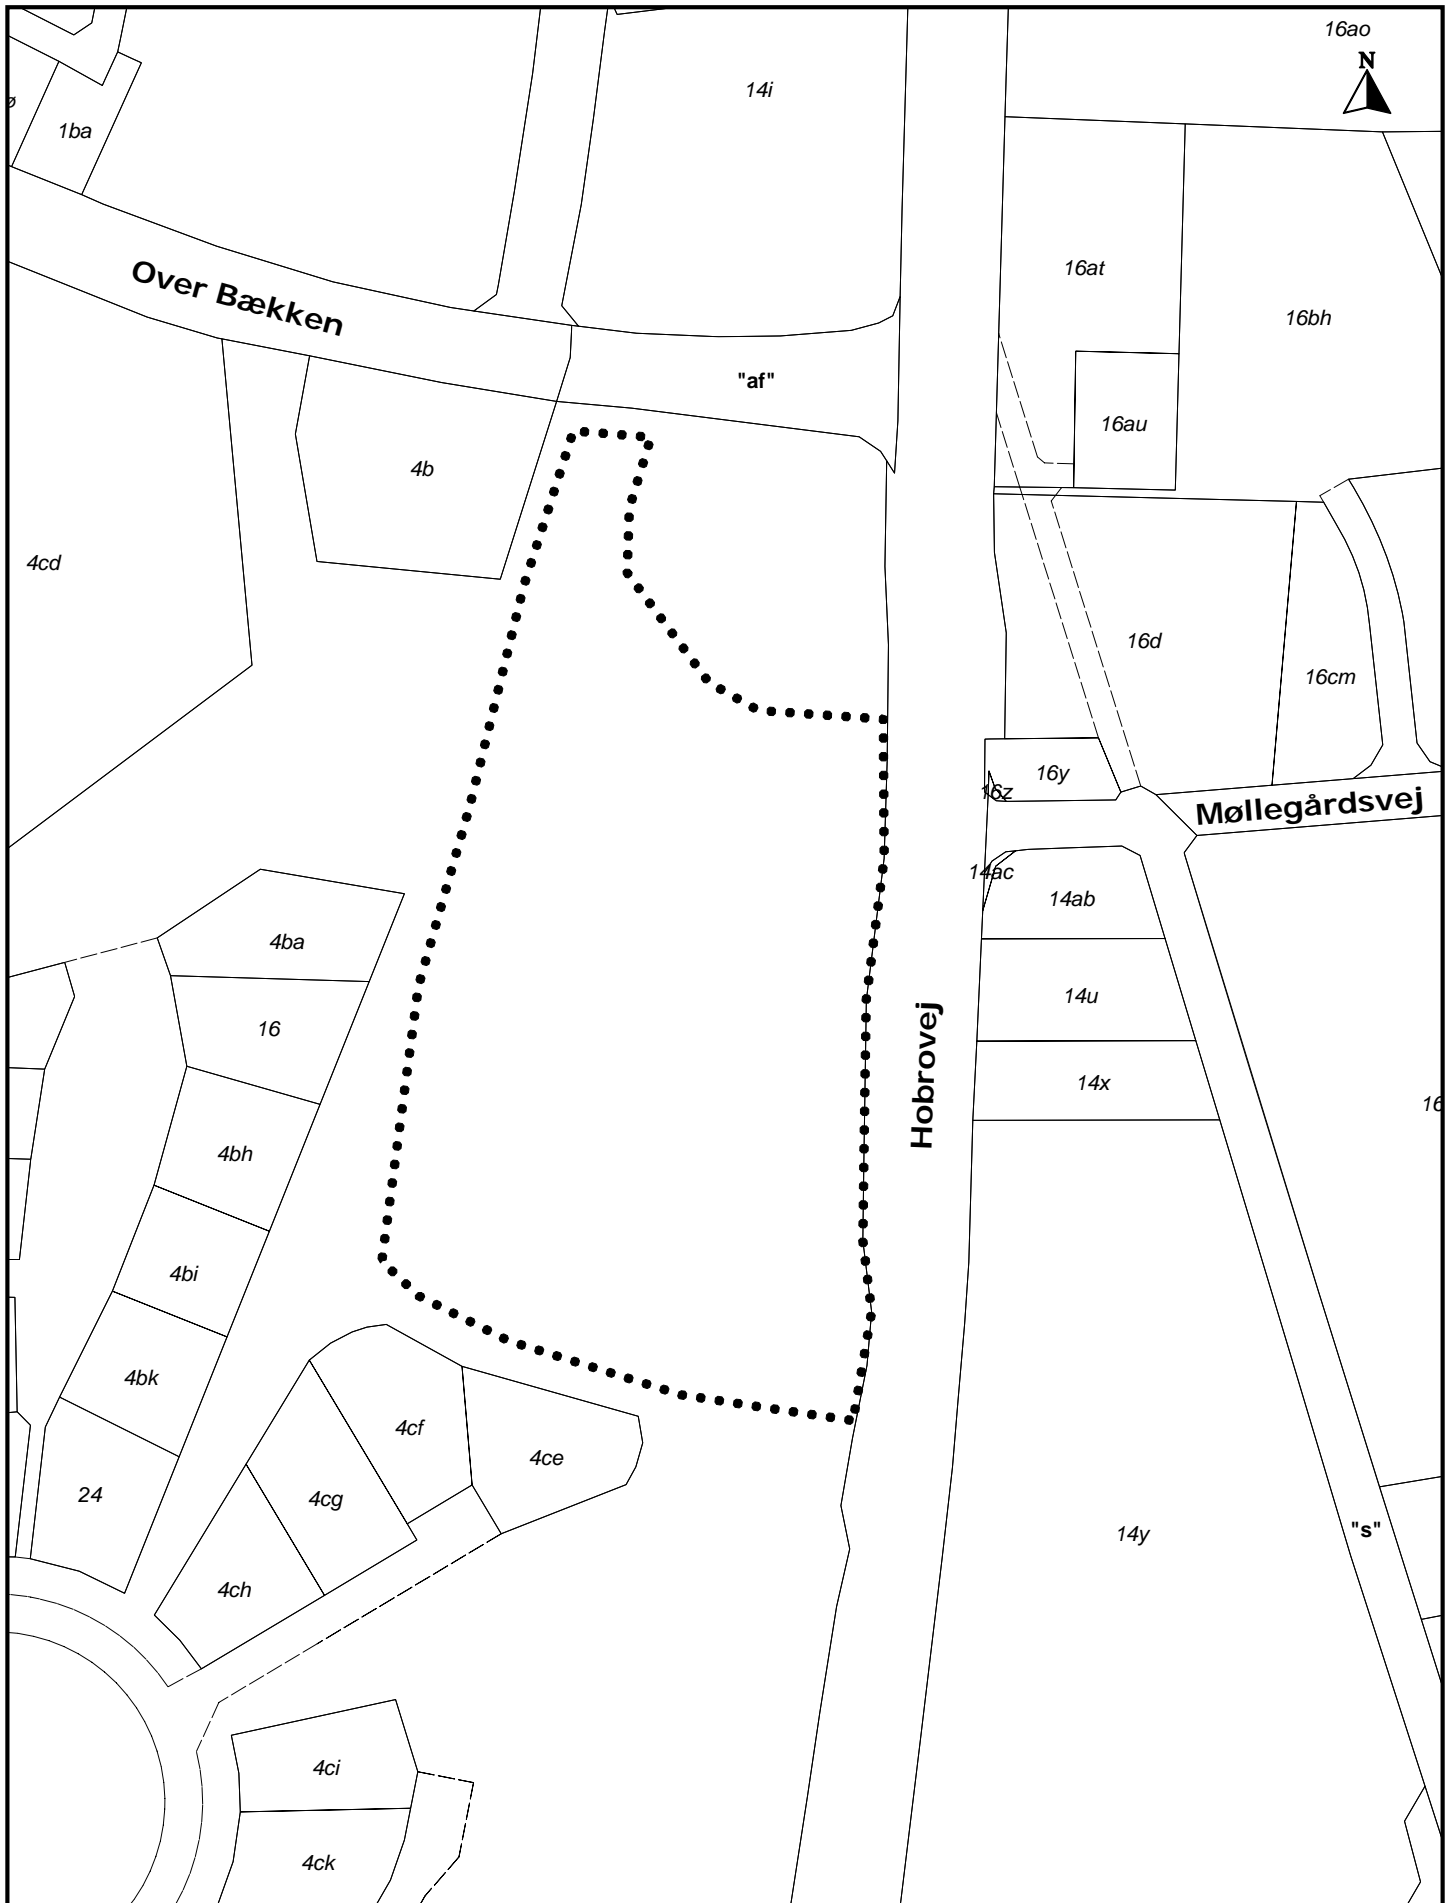 16ao
N
14i
ø
1ba
Over Bækken
16at
16bh
"af"
16au
4b
4cd
16d
16cm
16y
16z
Møllegårdsvej
14ac
14ab
4ba
14u
16
Hobrovej
14x
16
4bh
4bi
4bk
4cf
4ce
24
4cg
"s"
14y
4ch
4ci
4ck